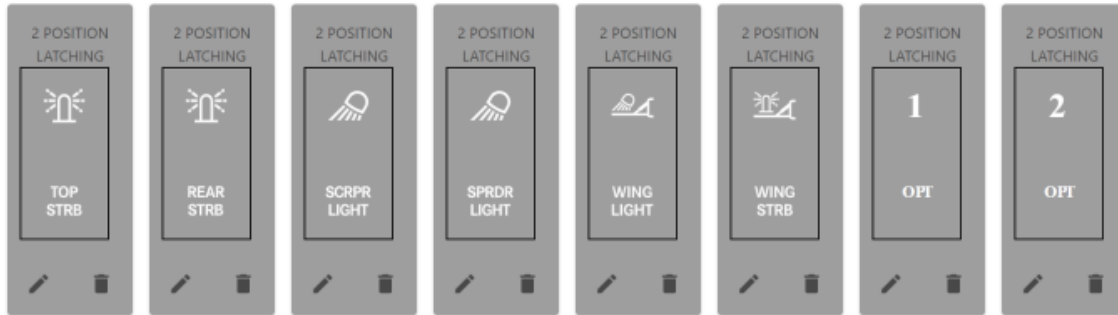 2 POSITION
LATCHING
TOP
STRB
2 POSITION
LATCHING
REAR
STRB
2 POSITION
LATCHING
SCRPR
LIGHT
2 POSITION
LATCHING
SPRDR
LIGHT
2 POSITION
LATCHING
WING
LIGHT
2 POSITION
LATCHING
WING
STRB
2 POSITION
LATCHING
1
OPT
2 POSITION
LATCHING
2
OPT